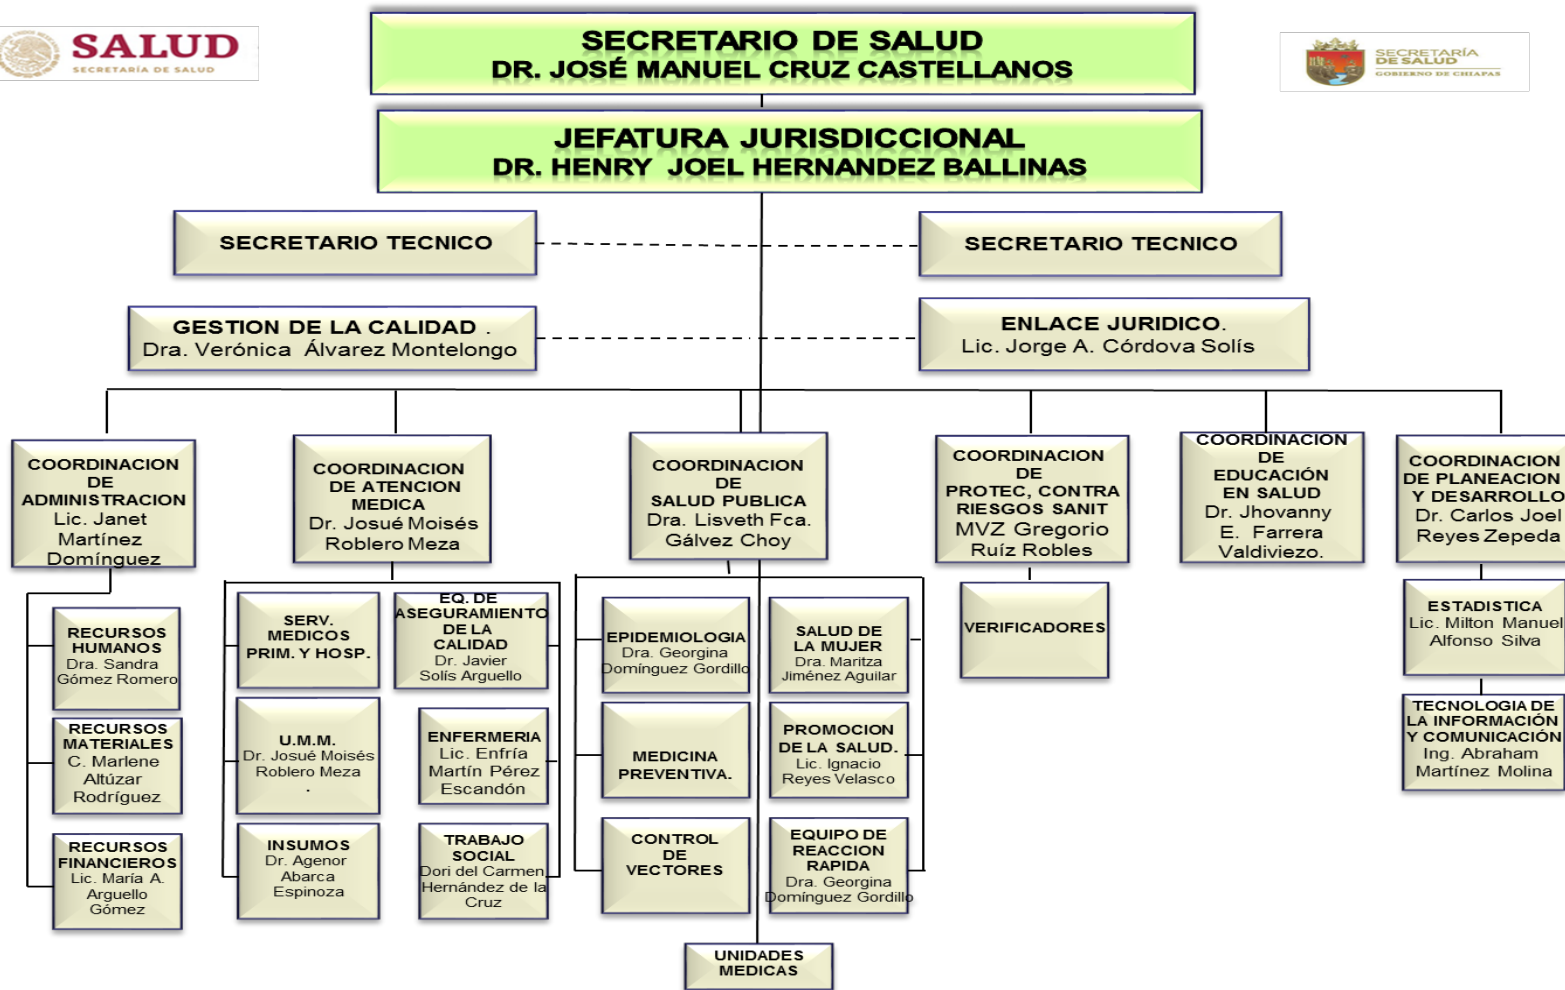 SALUD
SECRETARÍA DE SALUD
SECRETARIO DE SALUD
DR. JOSÉ MANUEL CRUZ CASTELLANOS
SECRETARÍA
DE SALUD
GOBIERNO DE CHIAPAS
JEFATURA JURISDICCIONAL
DR. HENRY JOEL HERNANDEZ BALLINAS
SECRETARIO TECNICO
SECRETARIO TECNICO
GESTION DE LA CALIDAD .
Dra. Verónica Álvarez Montelongo
ENLACE JURIDICO.
Lic. Jorge A. Córdova Solís
COORDINACION
DE
ADMINISTRACION
Lic. Janet
Martínez
Domínguez
COORDINACION
DE ATENCION
MEDICA
Dr. Josué Moisés
Roblero Meza
COORDINACION
DE
SALUD PUBLICA
Dra. Lisveth Fca.
Gálvez Choy
COORDINACION
DE
PROTEC, CONTRA
RIESGOS SANIT
MVZ Gregorio
Ruíz Robles
COORDINACION
DE
EDUCACIÓN
EN SALUD
Dr. Jhovanny
E. Farrera
Valdiviezo.
COORDINACION
DE PLANEACION
Y DESARROLLO
Dr. Carlos Joel
Reyes Zepeda
RECURSOS
HUMANOS
Dra. Sandra
Gómez Romero
RECURSOS
MATERIALES
C. Marlene
Altúzar
Rodríguez
RECURSOS
FINANCIEROS
Lic. María A.
Arguello
Gómez
SERV.
MEDICOS
PRIM. Y HOSP.
EQ. DE
ASEGURAMIENTO
DE LA
CALIDAD
Dr. Javier
Solís Arguello
U.M.M.
Dr. Josué Moisés
Roblero Meza
.
ENFERMERIA
Lic. Enfría
Martín Pérez
Escandón
INSUMOS
Dr. Agenor
Abarca
Espinoza
TRABAJO
SOCIAL
Dori del Carmen
Hernández de la
Cruz
EPIDEMIOLOGIA
Dra. Georgina
Domínguez Gordillo
SALUD DE
LA MUJER
Dra. Maritza
Jiménez Aguilar
MEDICINA
PREVENTIVA.
PROMOCION
DE LA SALUD.
Lic. Ignacio
Reyes Velasco
CONTROL
DE
VECTORES
EQUIPO DE
REACCION
RAPIDA
Dra. Georgina
Domínguez Gordillo
UNIDADES
MEDICAS
VERIFICADORES
ESTADISTICA
Lic. Milton Manuel
Alfonso Silva
TECNOLOGIA DE
LA INFORMACIÓN
Y COMUNICACIÓN
Ing. Abraham
Martínez Molina